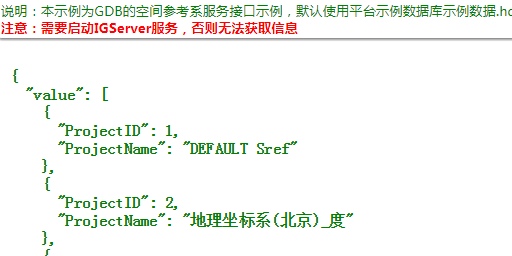 说明：本示例为GDB的空间参考系服务接口示例，默认使用平台示例数据库示例数据.hd
注意：需要启动IGServer服务，否则无法获取信息
{
"value": [
{
"ProjectID": 1,
"ProjectName": "DEFAULT Sref"
},
{
"ProjectID": 2,
"ProjectName": "地理坐标系(北京)_度"
},
{